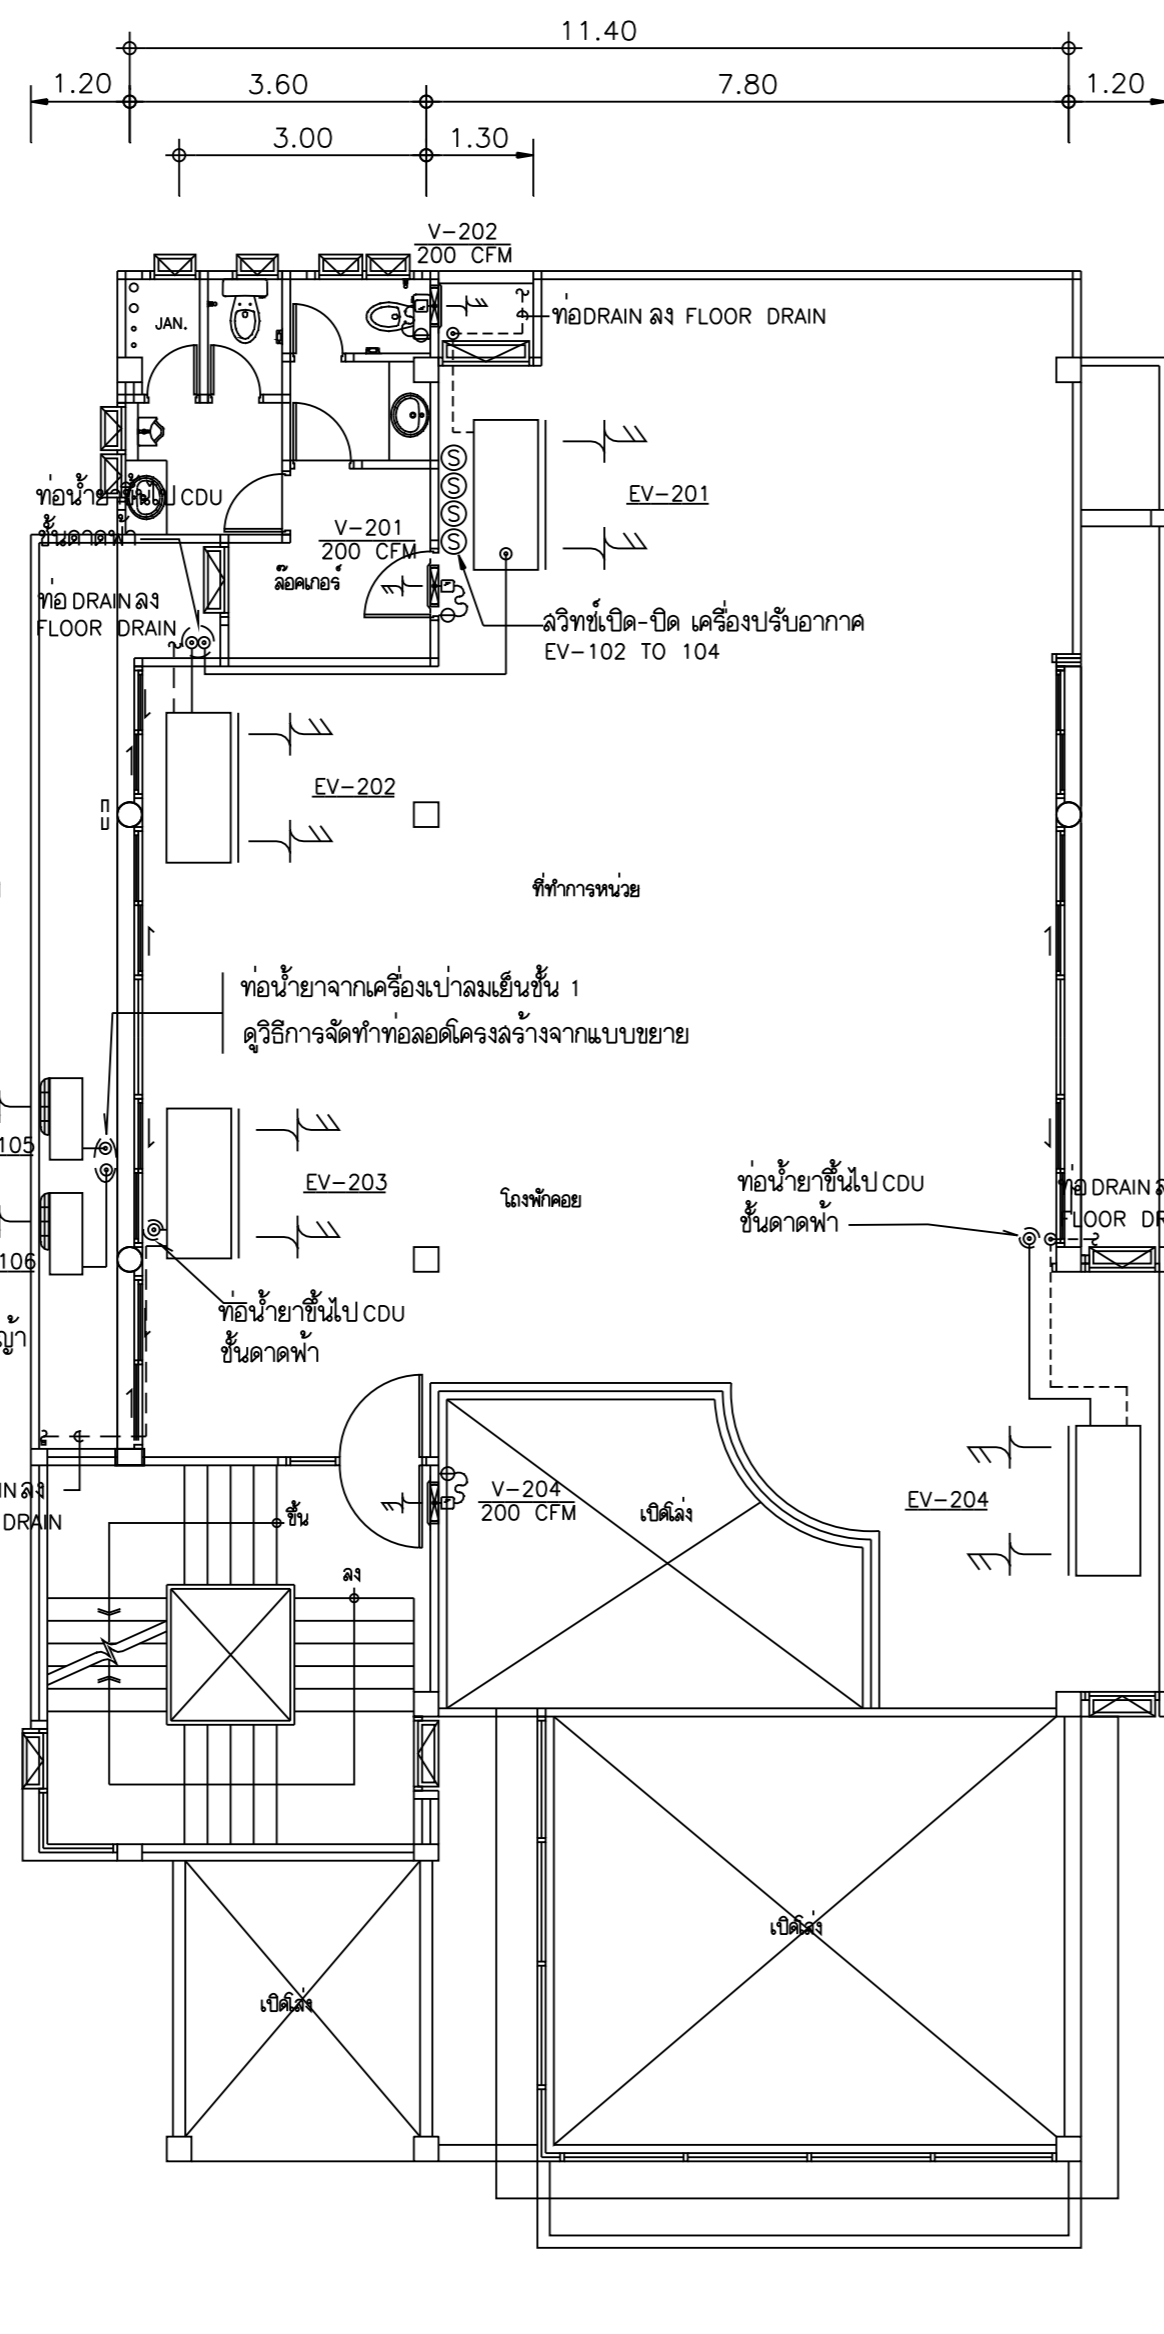 11.40
1.20
3.60
7.80
1.20
3.00
1.30
V-202
200 CFM
JAN.
ท่อDRAIN ลง FLOOR DRAIN
EV-201
ท่อน้ำยาขึ้นไป CDU
ชั้นดาดฟ้า
V-201
200 CFM
S
S
S
S
ล๊อคเกอร์
ท่อ DRAIN ลง
FLOOR DRAIN
สวิทช์เปิด-ปิด เครื่องปรับอากาศ
EV-102 TO 104
EV-202
ที่ทำการหน่วย
ท่อน้ำยาจากเครื่องเป่าลมเย็นชั้น 1
ดูวิธีการจัดทำท่อลอดโครงสร้างจากแบบขยาย
105
EV-203
โถงพักคอย
ท่อน้ำยาขึ้นไป CDU
ชั้นดาดฟ้า
ท่อ DRAIN
FLOOR
106
ท่อน้ำยาขึ้นไป CDU
ชั้นดาดฟ้า
ลง
DRAIN
V-204
200 CFM
เปิดโล่ง
EV-204
ขึ้น
ลง
เปิดโล่ง
เปิดโล่ง